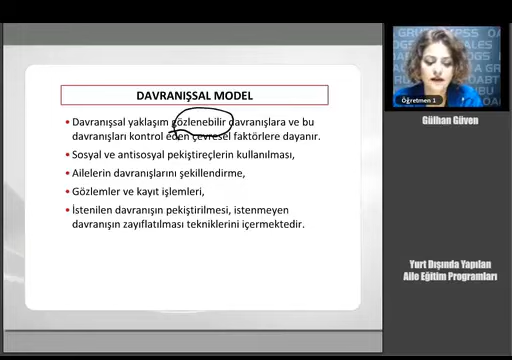 DAVRANIŞSAL MODEL
• Davranışsal yaklaşım gözlenebilir davranışlara ve bu
davranışları kontrol eden çevresel faktörlere dayanır.
• Sosyal ve antisosyal pekiştireçlerin kullanılması,
• Ailelerin davranışlarını şekillendirme,
• Gözlemler ve kayıt işlemleri,
• İstenilen davranışın pekiştirilmesi, istenmeyen
davranışın zayıflatılması tekniklerini içermektedir.
Öğretmen 1
Gülhan Güven
Yurt Dışında Yapılan
Aile Eğitim Programları